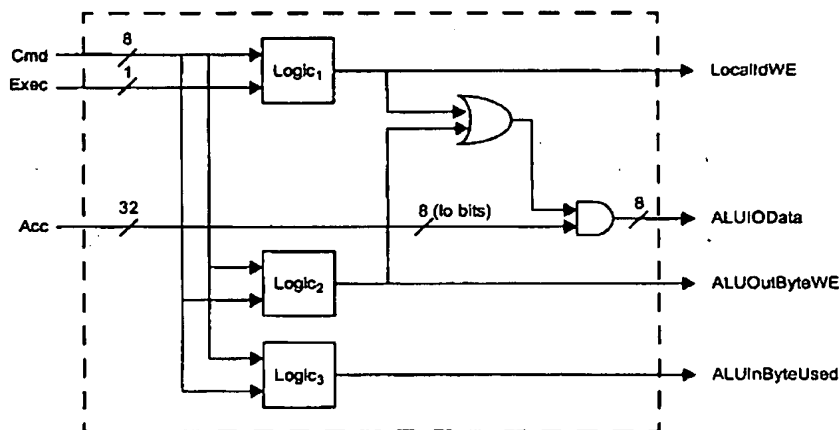 Cmd
8
Exec
1
Logic1
LocalIdWE
Acc
32
8 (lo bits)
8
ALUIOData
Logic2
ALUOutByteWE
Logic3
ALUInByteUsed